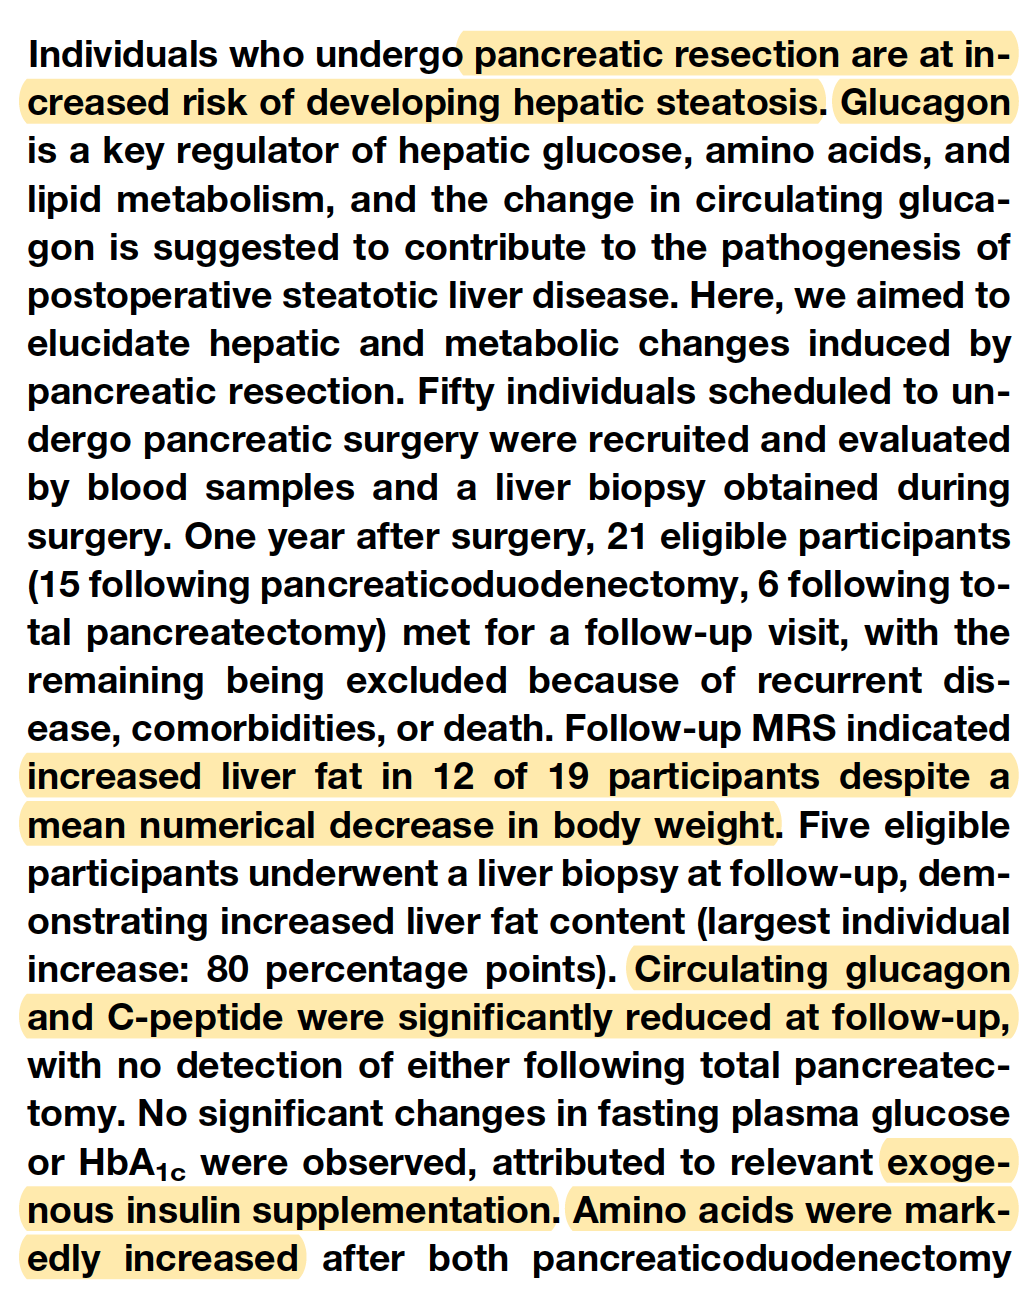 Individuals who undergo pancreatic resection are at in-
creased risk of developing hepatic steatosis. Glucagon
is a key regulator of hepatic glucose, amino acids, and
lipid metabolism, and the change in circulating gluca-
gon is suggested to contribute to the pathogenesis of
postoperative steatotic liver disease. Here, we aimed to
elucidate hepatic and metabolic changes induced by
pancreatic resection. Fifty individuals scheduled to un-
dergo pancreatic surgery were recruited and evaluated
by blood samples and a liver biopsy obtained during
surgery. One year after surgery, 21 eligible participants
(15 following pancreaticoduodenectomy, 6 following to-
tal pancreatectomy) met for a follow-up visit, with the
remaining being excluded because of recurrent dis-
ease, comorbidities, or death. Follow-up MRS indicated
increased liver fat in 12 of 19 participants despite a
mean numerical decrease in body weight. Five eligible
participants underwent a liver biopsy at follow-up, dem-
onstrating increased liver fat content (largest individual
increase: 80 percentage points). Circulating glucagon
and C-peptide were significantly reduced at follow-up,
with no detection of either following total pancreatec-
tomy. No significant changes in fasting plasma glucose
or HbA1c were observed, attributed to relevant exoge-
nous insulin supplementation. Amino acids were mark-
edly increased after both pancreaticoduodenectomy